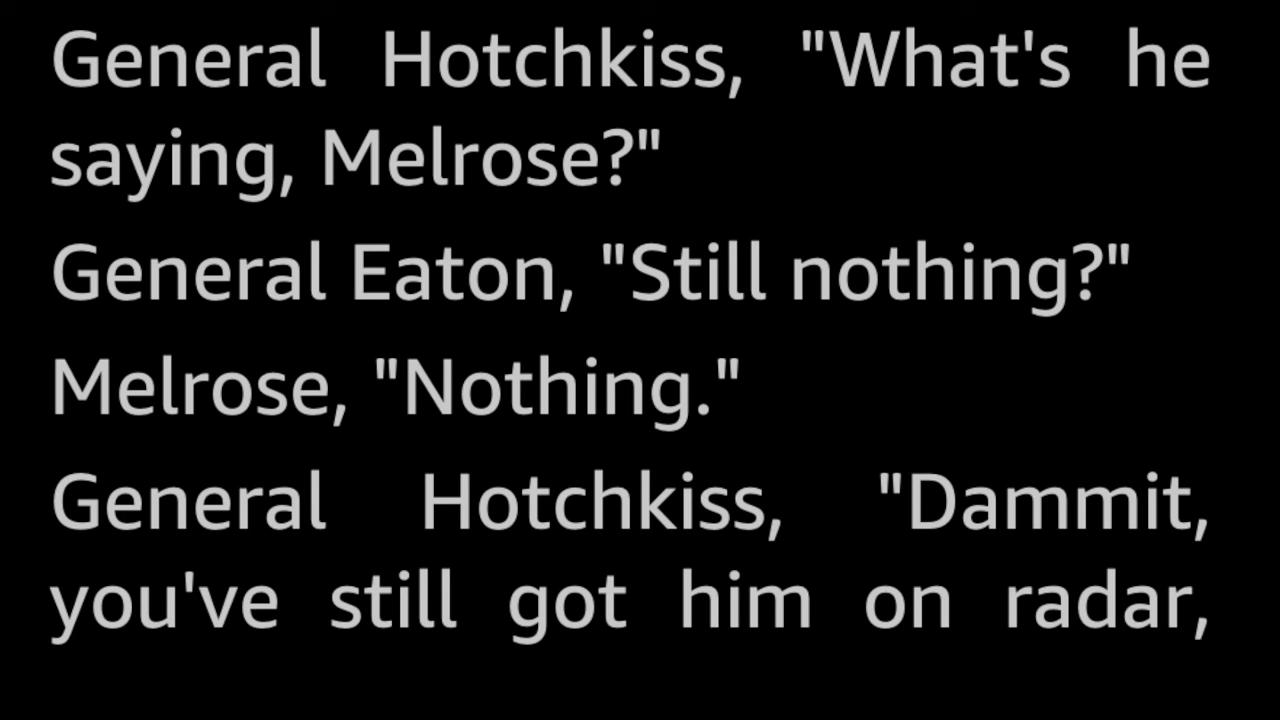 General Hotchkiss, "What's he
saying, Melrose?"
General Eaton, "Still nothing?"
Melrose, "Nothing."
General Hotchkiss, "Dammit,
you've still got him on radar,